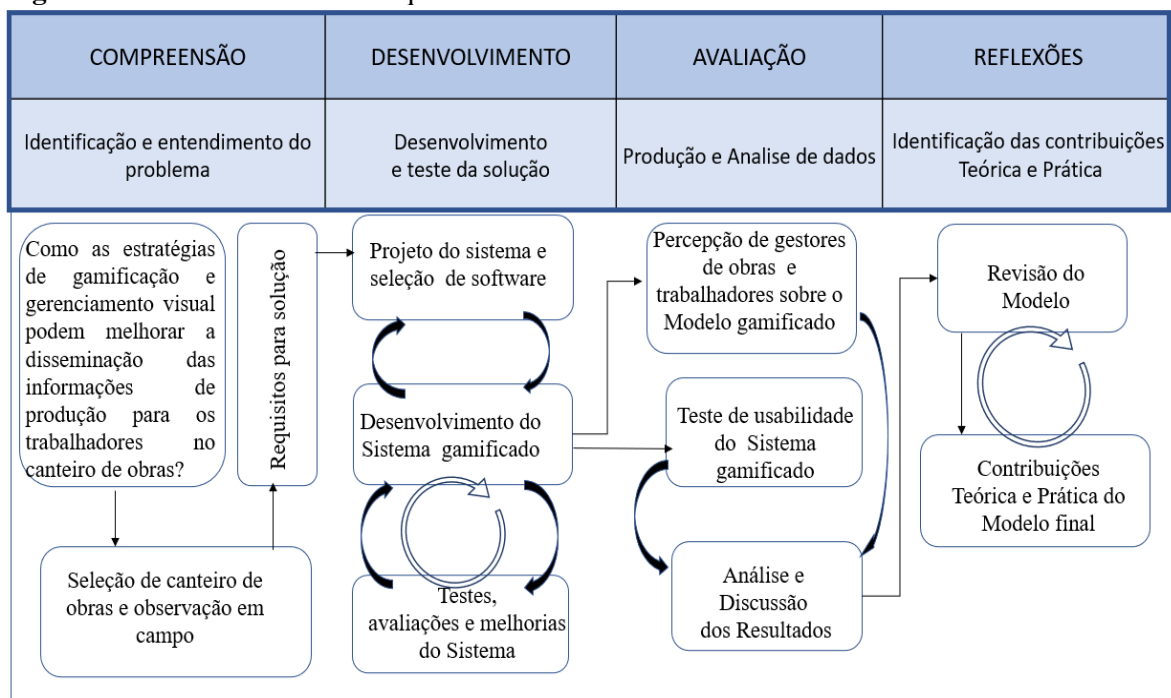 COMPREENSÃO
DESENVOLVIMENTO
AVALIAÇÃO
REFLEXÕES
Identificação e entendimento do
problema
Desenvolvimento
e teste da solução
Produção e Analise de dados
Identificação das contribuições
Teórica e Prática
Como as estratégias
de gamificação e
gerenciamento visual
podem melhorar a
disseminação das
informações de
produção para os
trabalhadores no
canteiro de obras?
Seleção de canteiro de
obras e observação em
campo
Requisitos para solução
Projeto do sistema e
seleção de software
Desenvolvimento do
Sistema gamificado
Testes,
avaliações e melhorias
do Sistema
Percepção de gestores
de obras e
trabalhadores sobre o
Modelo gamificado
Teste de usabilidade
do Sistema
gamificado
Análise e
Discussão
dos Resultados
Revisão do
Modelo
Contribuições
Teórica e Prática do
Modelo final